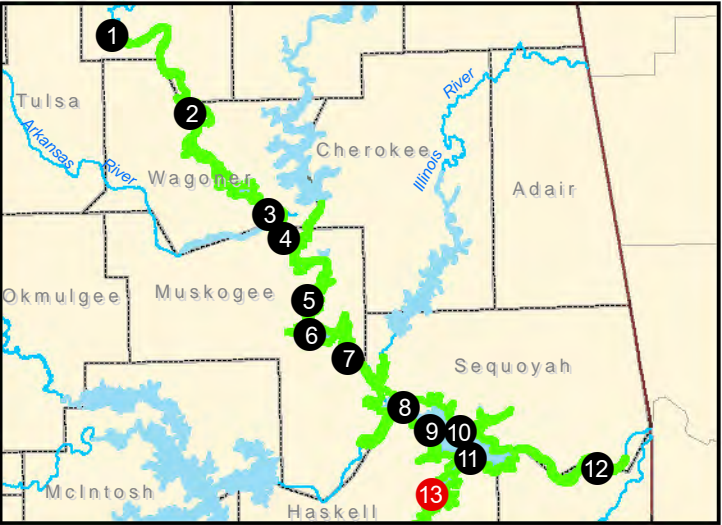 1
River
Tulsa
2
Arkansas
Cherokee
River
Illinois
Wagoner
Adair
3
4
Okmulgee
Muskogee
5
6
7
Sequoyah
8
9
10
11
12
13
McIntosh
Haskell